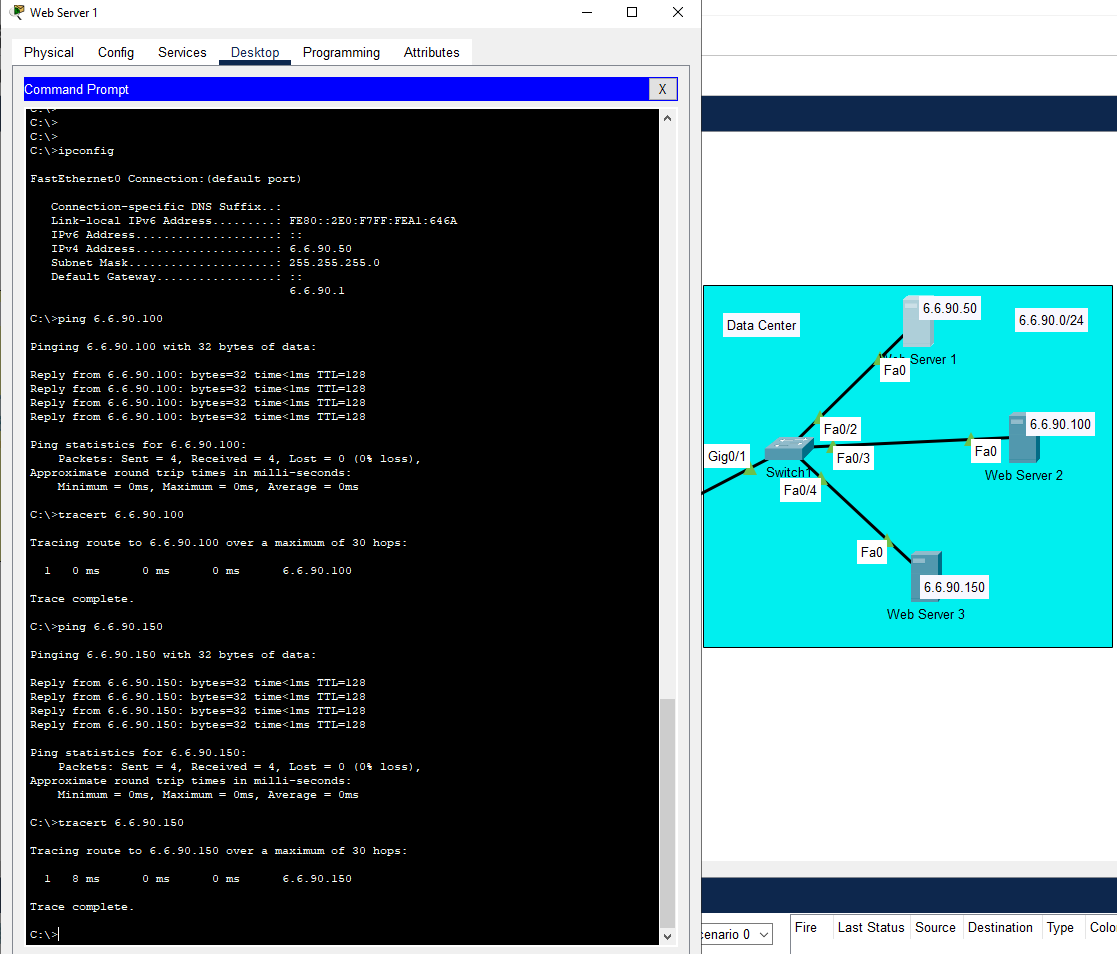 Web Server 1
Physical Config Services Desktop Programming Attributes
Command Prompt X
C:\>
C:\>
C:\>
C:\>ipconfig
FastEthernet0 Connection:(default port)
Connection-specific DNS Suffix..:
Link-local IPv6 Address.........: FE80::2E0:F7FF:FEA1:646A
IPv6 Address....................: ::
IPv4 Address....................: 6.6.90.50
Subnet Mask.....................: 255.255.255.0
Default Gateway.................: ::
6.6.90.1
C:\>ping 6.6.90.100
Pinging 6.6.90.100 with 32 bytes of data:
Reply from 6.6.90.100: bytes=32 time<1ms TTL=128
Reply from 6.6.90.100: bytes=32 time<1ms TTL=128
Reply from 6.6.90.100: bytes=32 time<1ms TTL=128
Reply from 6.6.90.100: bytes=32 time<1ms TTL=128
Ping statistics for 6.6.90.100:
Packets: Sent = 4, Received = 4, Lost = 0 (0% loss),
Approximate round trip times in milli-seconds:
Minimum = 0ms, Maximum = 0ms, Average = 0ms
C:\>tracert 6.6.90.100
Tracing route to 6.6.90.100 over a maximum of 30 hops:
1 0 ms 0 ms 0 ms 6.6.90.100
Trace complete.
C:\>ping 6.6.90.150
Pinging 6.6.90.150 with 32 bytes of data:
Reply from 6.6.90.150: bytes=32 time<1ms TTL=128
Reply from 6.6.90.150: bytes=32 time<1ms TTL=128
Reply from 6.6.90.150: bytes=32 time<1ms TTL=128
Reply from 6.6.90.150: bytes=32 time<1ms TTL=128
Ping statistics for 6.6.90.150:
Packets: Sent = 4, Received = 4, Lost = 0 (0% loss),
Approximate round trip times in milli-seconds:
Minimum = 0ms, Maximum = 0ms, Average = 0ms
C:\>tracert 6.6.90.150
Tracing route to 6.6.90.150 over a maximum of 30 hops:
1 8 ms 0 ms 0 ms 6.6.90.150
Trace complete.
C:\>
Data Center
6.6.90.50
6.6.90.0/24
Web Server 1
Fa0
Fa0/2
6.6.90.100
Fa0
Web Server 2
Gig0/1
Fa0/3
Switch1
Fa0/4
Fa0
6.6.90.150
Web Server 3
cenario 0
Fire Last Status Source Destination Type Colo